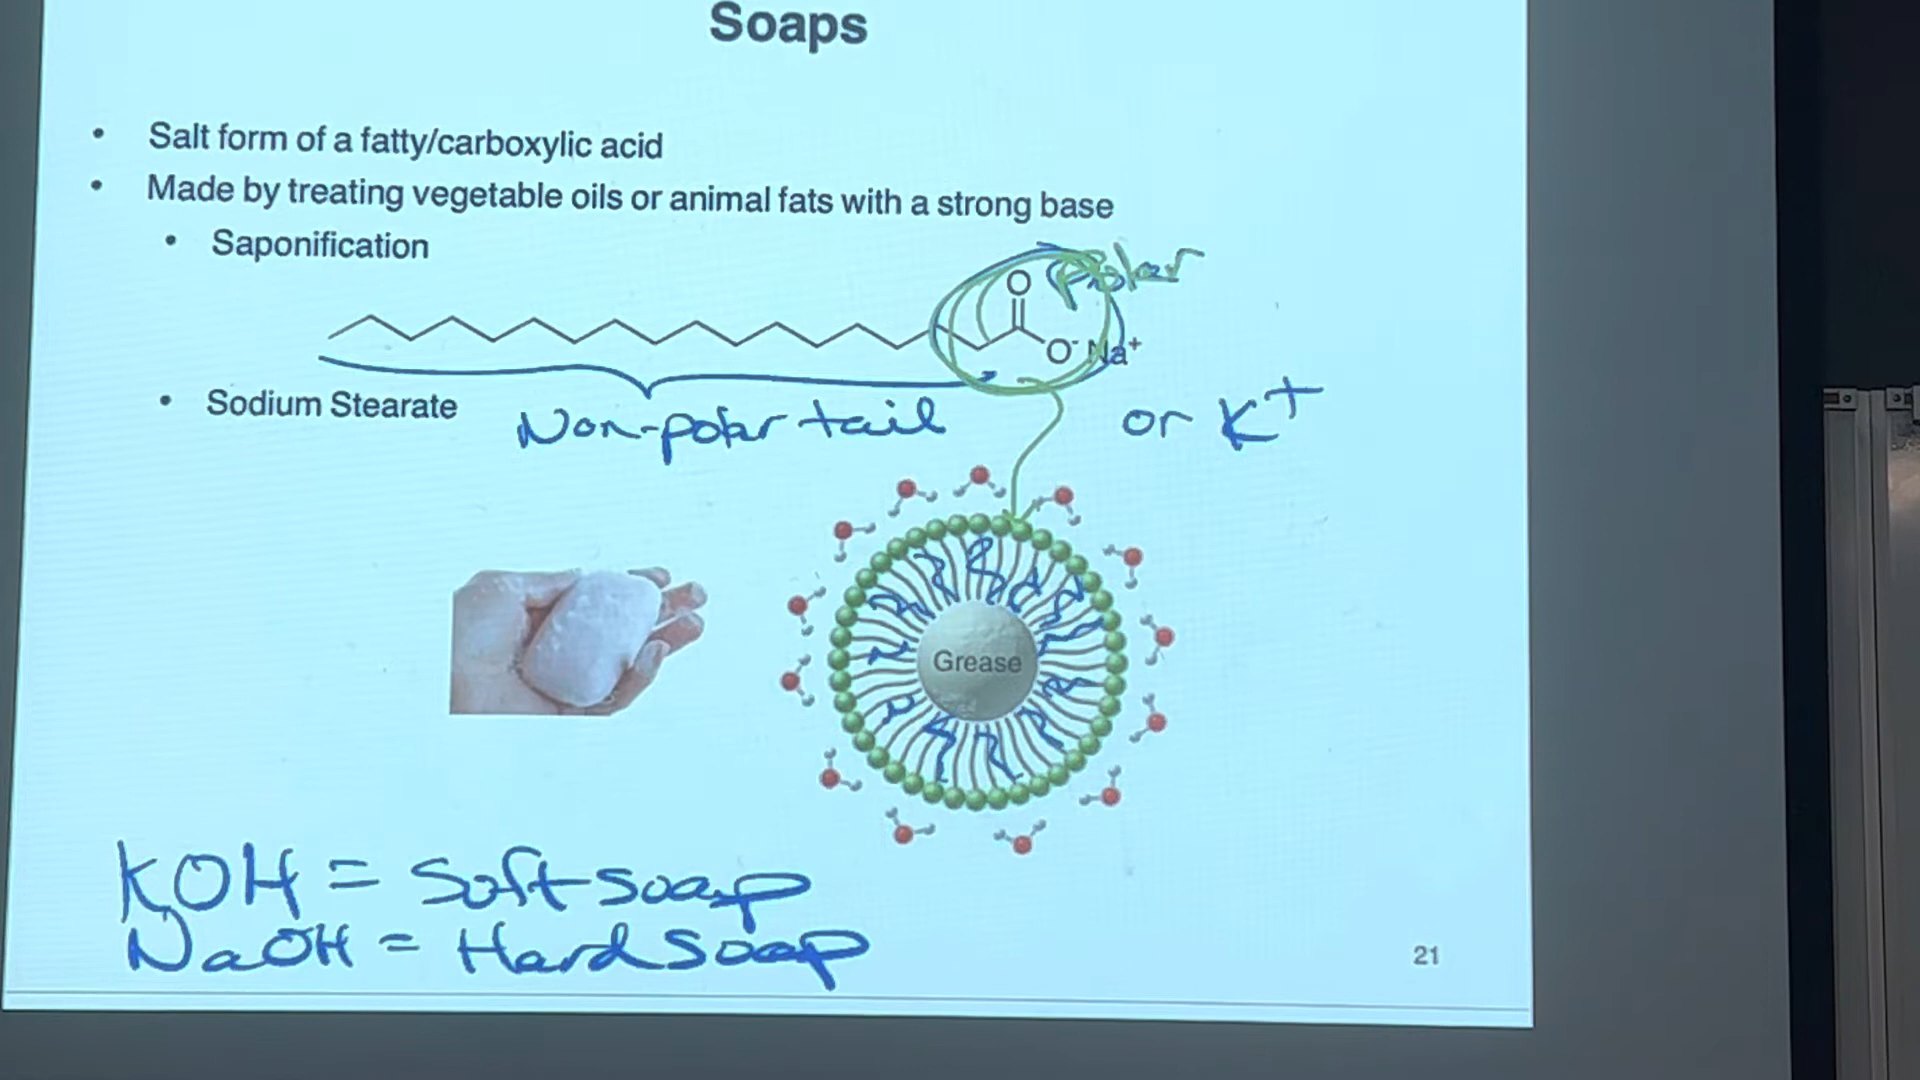 Soaps
• Salt form of a fatty/carboxylic acid
• Made by treating vegetable oils or animal fats with a strong base
• Saponification
Polar
O
O⁻ Na⁺
• Sodium Stearate
Non-polar tail
or K⁺
Grease
KOH = Soft soap
NaOH = Hard soap
21